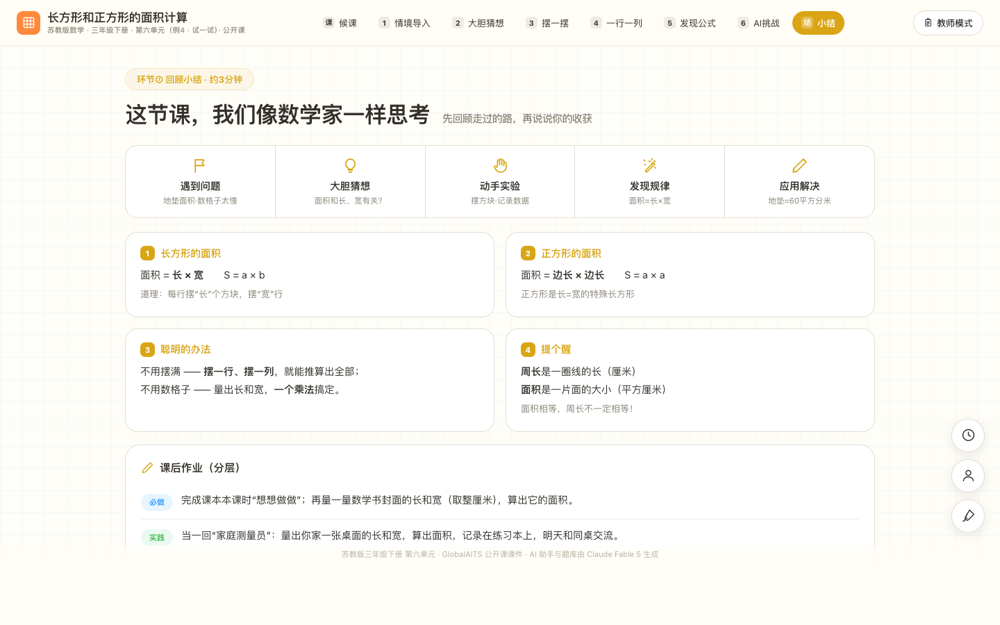 长方形和正方形的面积计算
苏教版数学 · 三年级下册 · 第六单元（例4 · 试一试）· 公开课
课 候课
1 情境导入
2 大胆猜想
3 摆一摆
4 一行一列
5 发现公式
6 AI挑战
结 小结
教师模式
环节⑦ 回顾小结 · 约3分钟
这节课，我们像数学家一样思考 先回顾走过的路，再说说你的收获
遇到问题
地垫面积·数格子太慢
大胆猜想
面积和长、宽有关?
动手实验
摆方块·记录数据
发现规律
面积=长×宽
应用解决
地垫=60平方分米
1 长方形的面积
面积 = 长 × 宽 S = a × b
道理：每行摆“长”个方块，摆“宽”行
2 正方形的面积
面积 = 边长 × 边长 S = a × a
正方形是长=宽的特殊长方形
3 聪明的办法
不用摆满 —— 摆一行、摆一列，就能推算出全部；
不用数格子 —— 量出长和宽，一个乘法搞定。
4 提个醒
周长是一圈线的长（厘米）
面积是一片面的大小（平方厘米）
面积相等，周长不一定相等！
课后作业（分层）
必做 完成课本本课时“想想做做”；再量一量数学书封面的长和宽（取整厘米），算出它的面积。
实践 当一回“家庭测量员”：量出你家一张桌面的长和宽，算出面积，记录在练习本上，明天和同桌交流。
苏教版三年级下册 第六单元 · GlobalAITS 公开课课件 · AI 助手与题库由 Claude Fable 5 生成